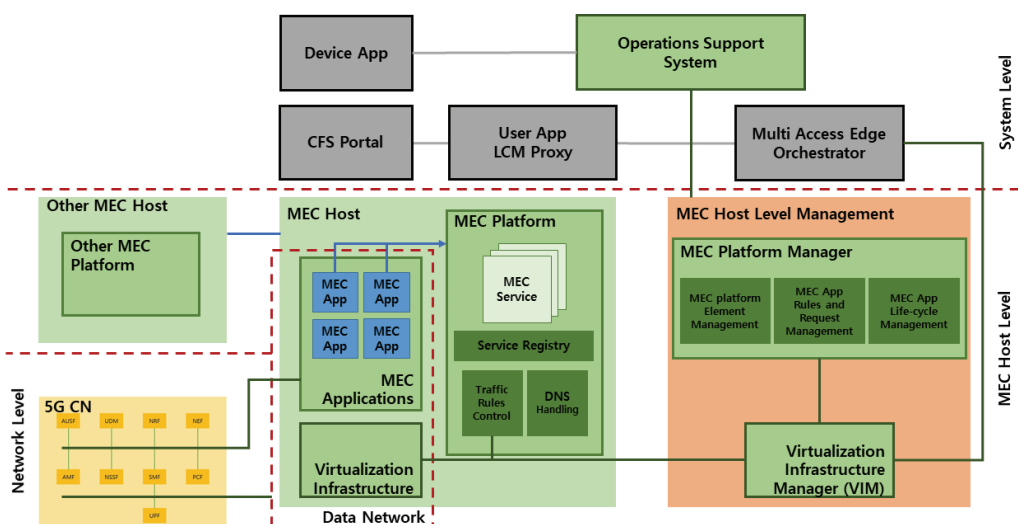 Device App
Operations Support
System
CFS Portal
User App
LCM Proxy
Multi Access Edge
Orchestrator
System Level
Other MEC Host
Other MEC
Platform
MEC Host
MEC Platform
MEC
Service
MEC
App
MEC
App
MEC
App
MEC
App
MEC
Applications
Service Registry
Traffic
Rules
Control
DNS
Handling
Virtualization
Infrastructure
Data Network
MEC Host Level Management
MEC Platform Manager
MEC platform
Element
Management
MEC App
Rules and
Request
Management
MEC App
Life-cycle
Management
Virtualization
Infrastructure
Manager (VIM)
MEC Host Level
Network Level
5G CN
AUSF
UDM
NRF
NEF
AMF
NSSF
SMF
PCF
UPF